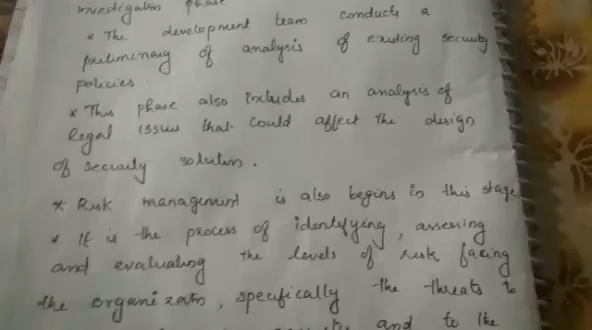 investigation phase
* The development team conducts a
preliminary of analysis of existing security
policies.
* This phase also includes an analysis of
legal issues that could affect the design
of security solution.
* Risk management is also begins in this stage
* It is the process of identifying, assessing
and evaluating the levels of risk facing
the organization, specifically the threats to
and to the